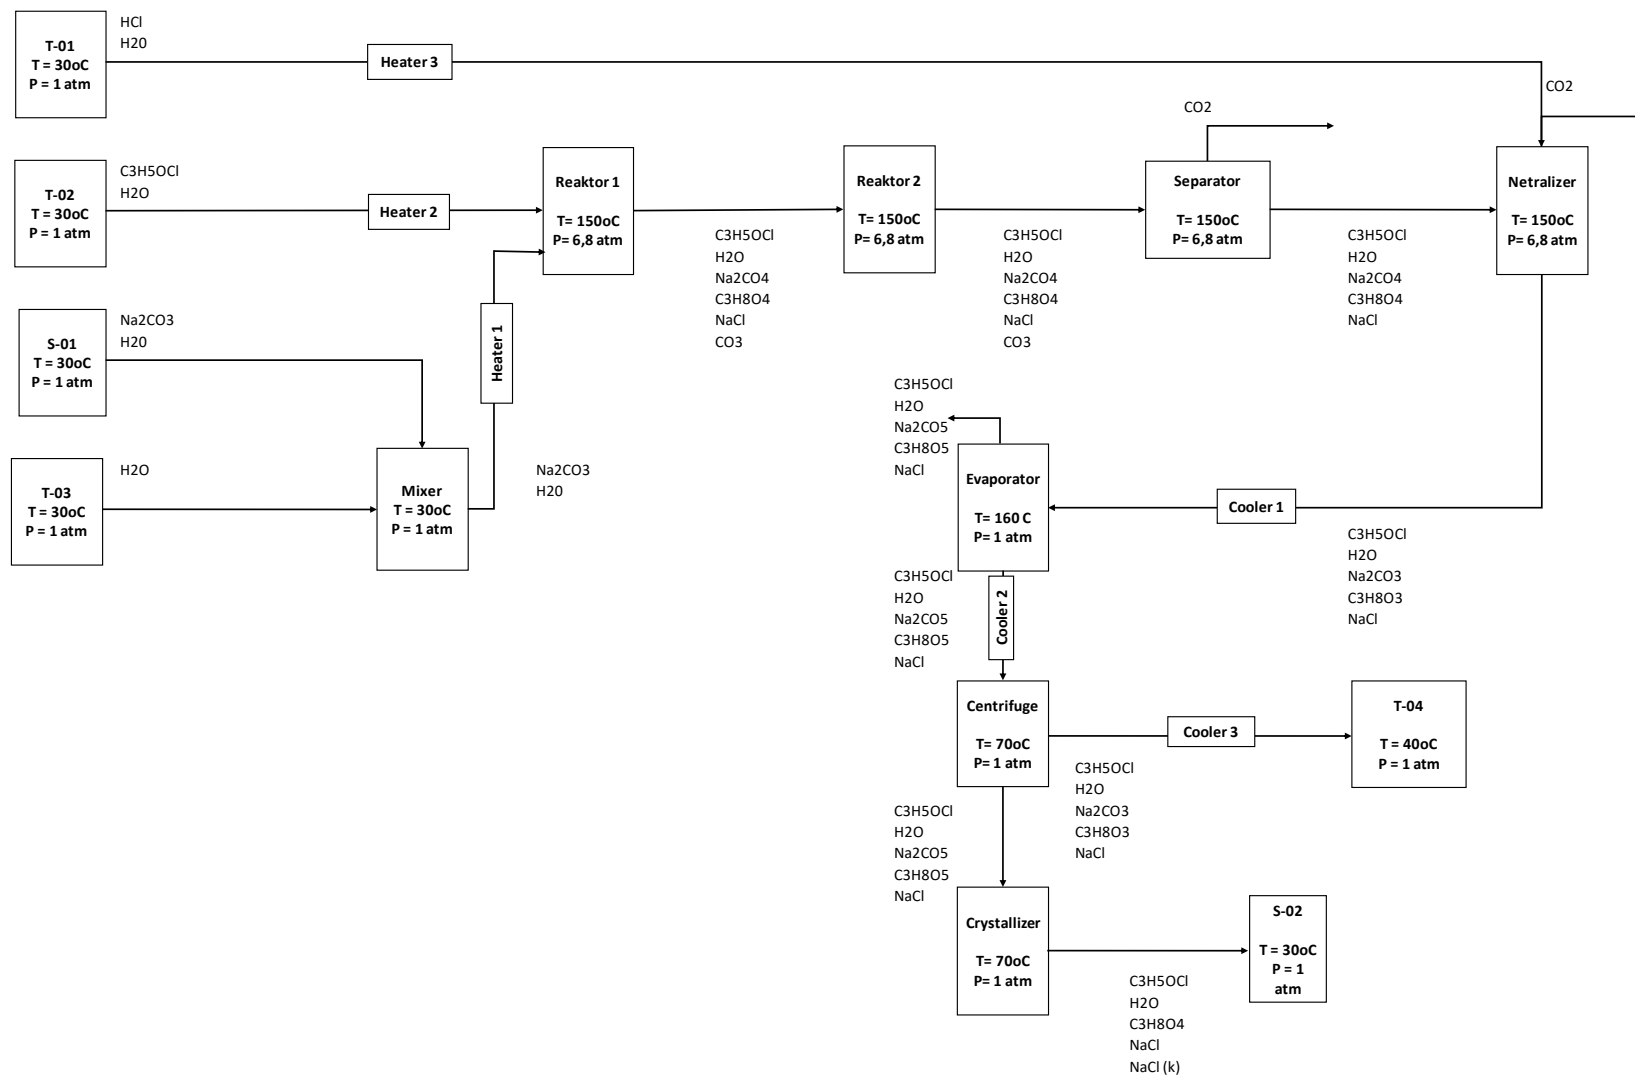 HCl
H20
T-01
T = 30oC
P = 1 atm
Heater 3
CO2
CO2
C3H5OCl
H2O
T-02
T = 30oC
P = 1 atm
Heater 2
Reaktor 1
T= 150oC
P= 6,8 atm
Reaktor 2
T= 150oC
P= 6,8 atm
Separator
T= 150oC
P= 6,8 atm
Netralizer
T= 150oC
P= 6,8 atm
C3H5OCl
H2O
Na2CO4
C3H8O4
NaCl
CO3
C3H5OCl
H2O
Na2CO4
C3H8O4
NaCl
CO3
C3H5OCl
H2O
Na2CO4
C3H8O4
NaCl
Na2CO3
H20
S-01
T = 30oC
P = 1 atm
Heater 1
H2O
T-03
T = 30oC
P = 1 atm
Mixer
T = 30oC
P = 1 atm
Na2CO3
H20
C3H5OCl
H2O
Na2CO5
C3H8O5
NaCl
Evaporator
T= 160 C
P= 1 atm
Cooler 1
C3H5OCl
H2O
Na2CO3
C3H8O3
NaCl
C3H5OCl
H2O
Na2CO5
C3H8O5
NaCl
Cooler 2
Centrifuge
T= 70oC
P= 1 atm
Cooler 3
T-04
T = 40oC
P = 1 atm
C3H5OCl
H2O
Na2CO3
C3H8O3
NaCl
C3H5OCl
H2O
Na2CO5
C3H8O5
NaCl
Crystallizer
T= 70oC
P= 1 atm
S-02
T = 30oC
P = 1
atm
C3H5OCl
H2O
C3H8O4
NaCl
NaCl (k)